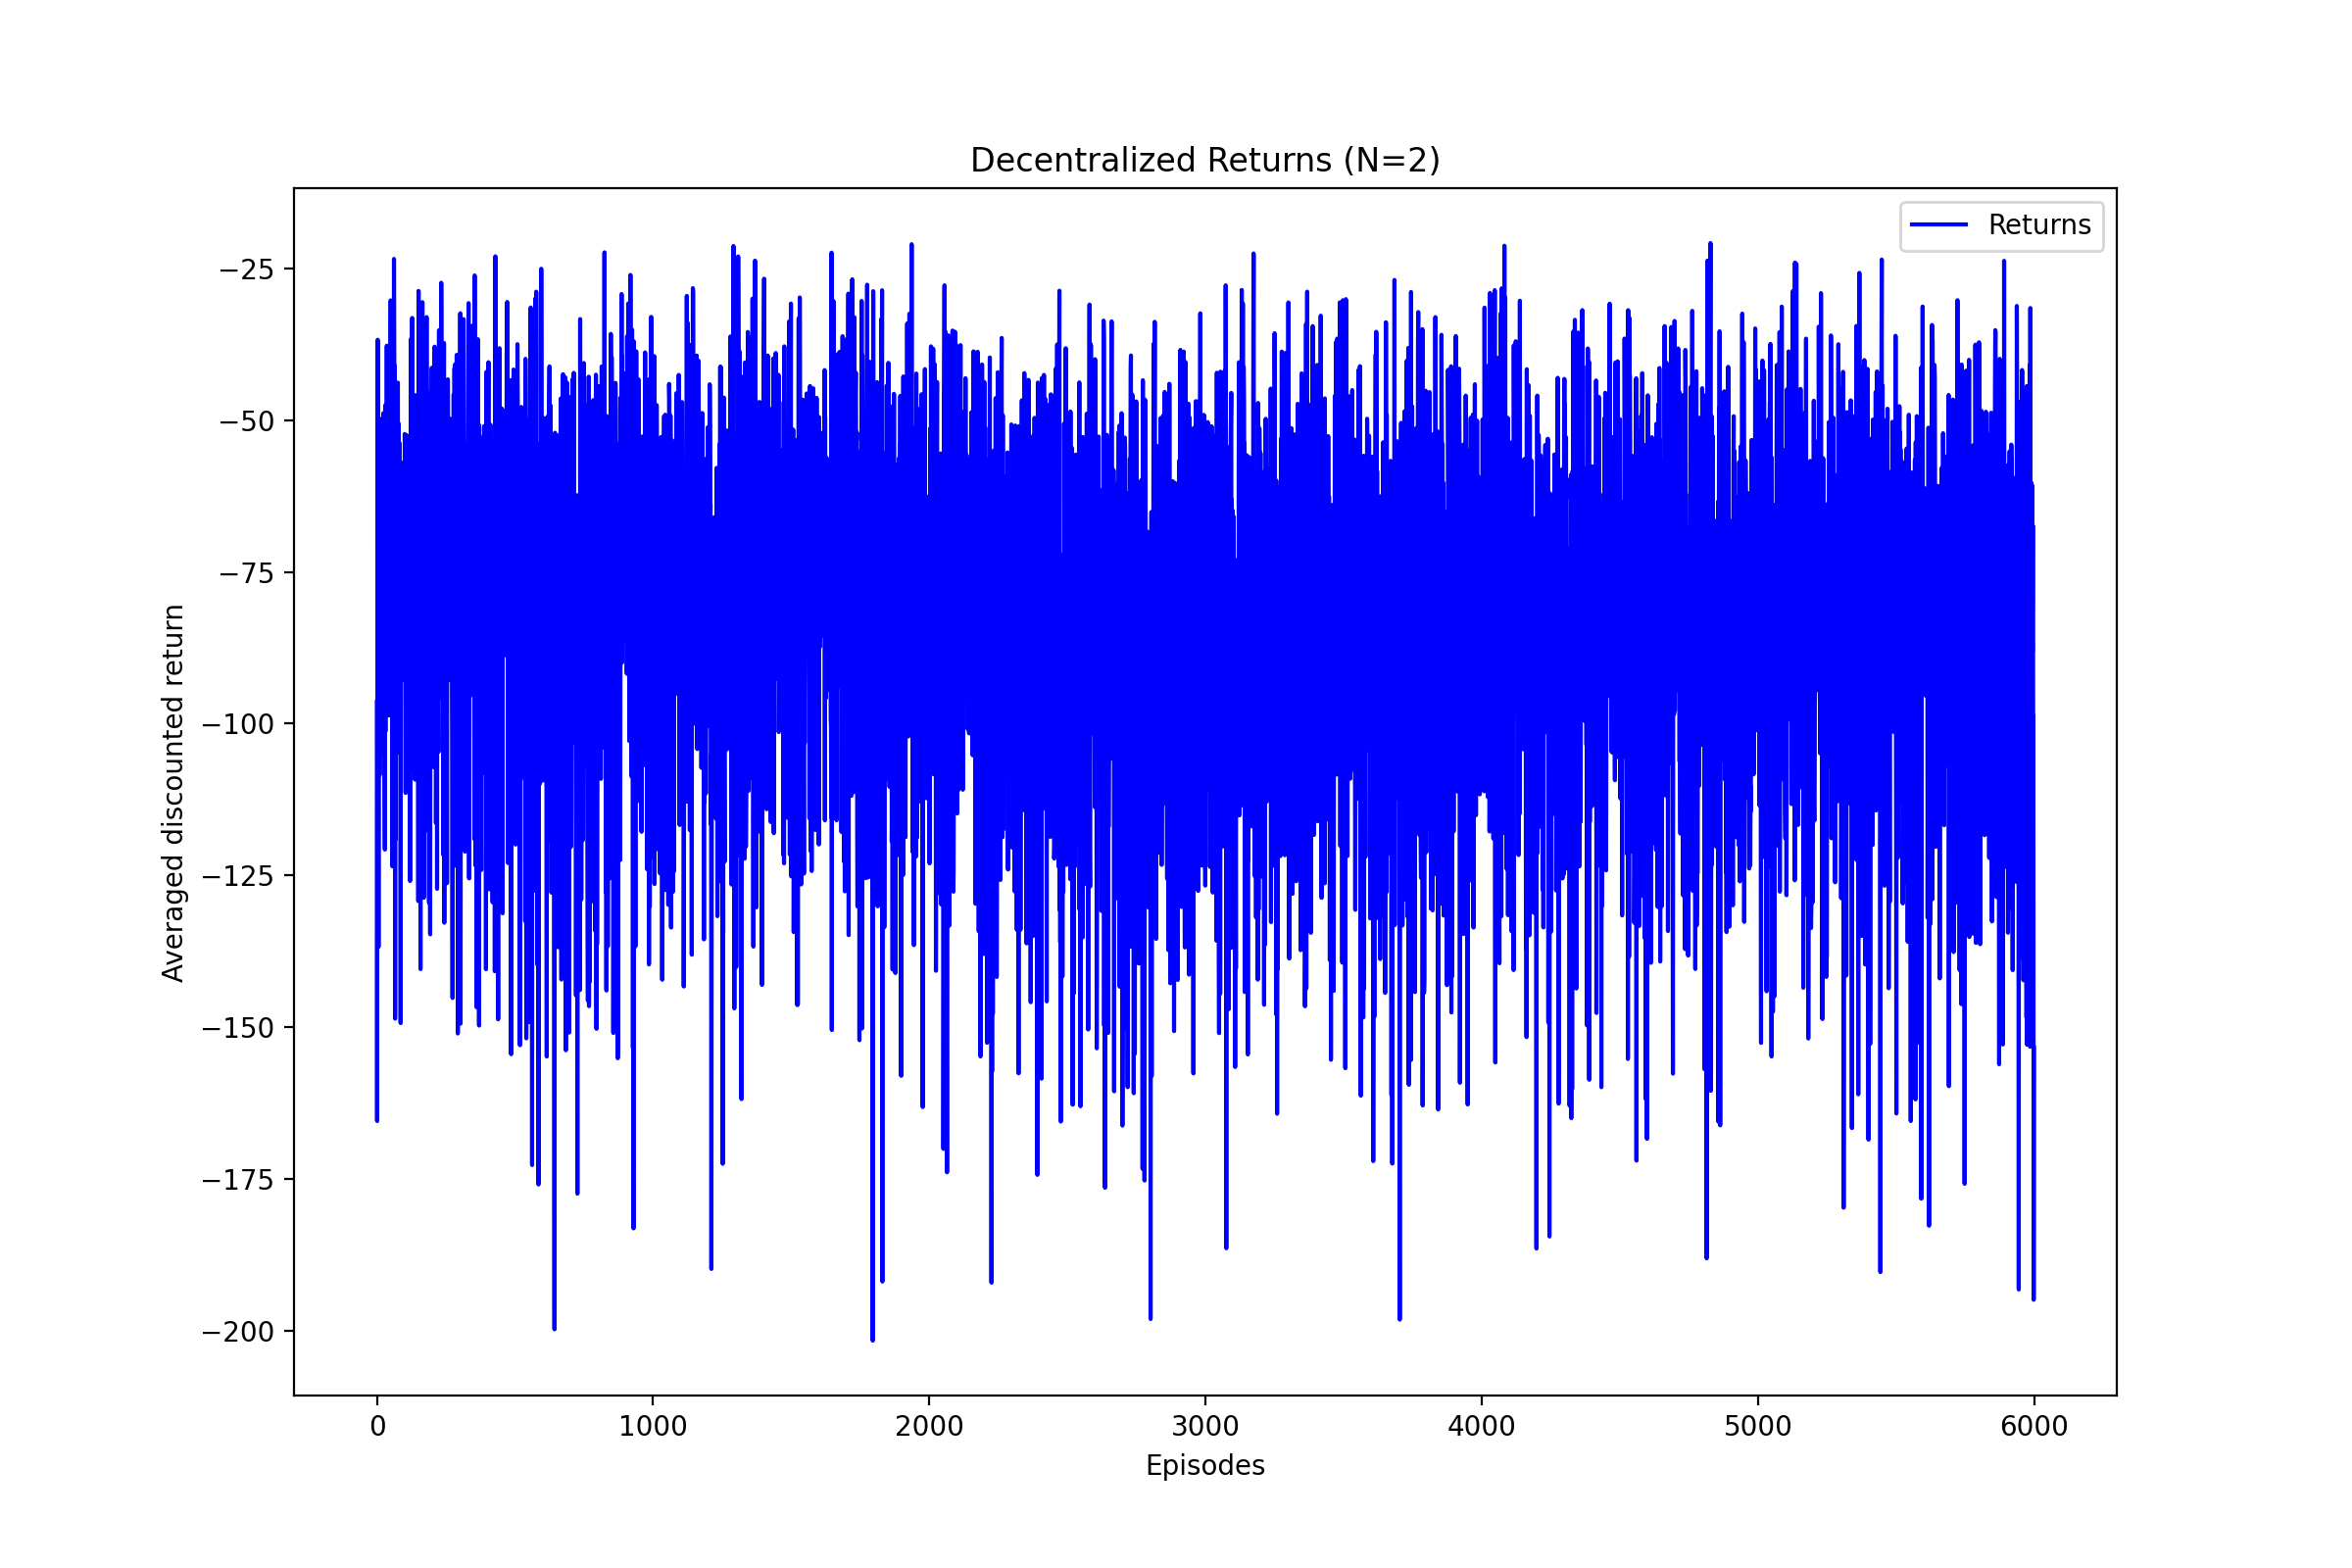 Decentralized Returns (N=2)
Returns
−25
−50
−75
−100
−125
−150
−175
−200
Averaged discounted return
0 1000 2000 3000 4000 5000 6000
Episodes